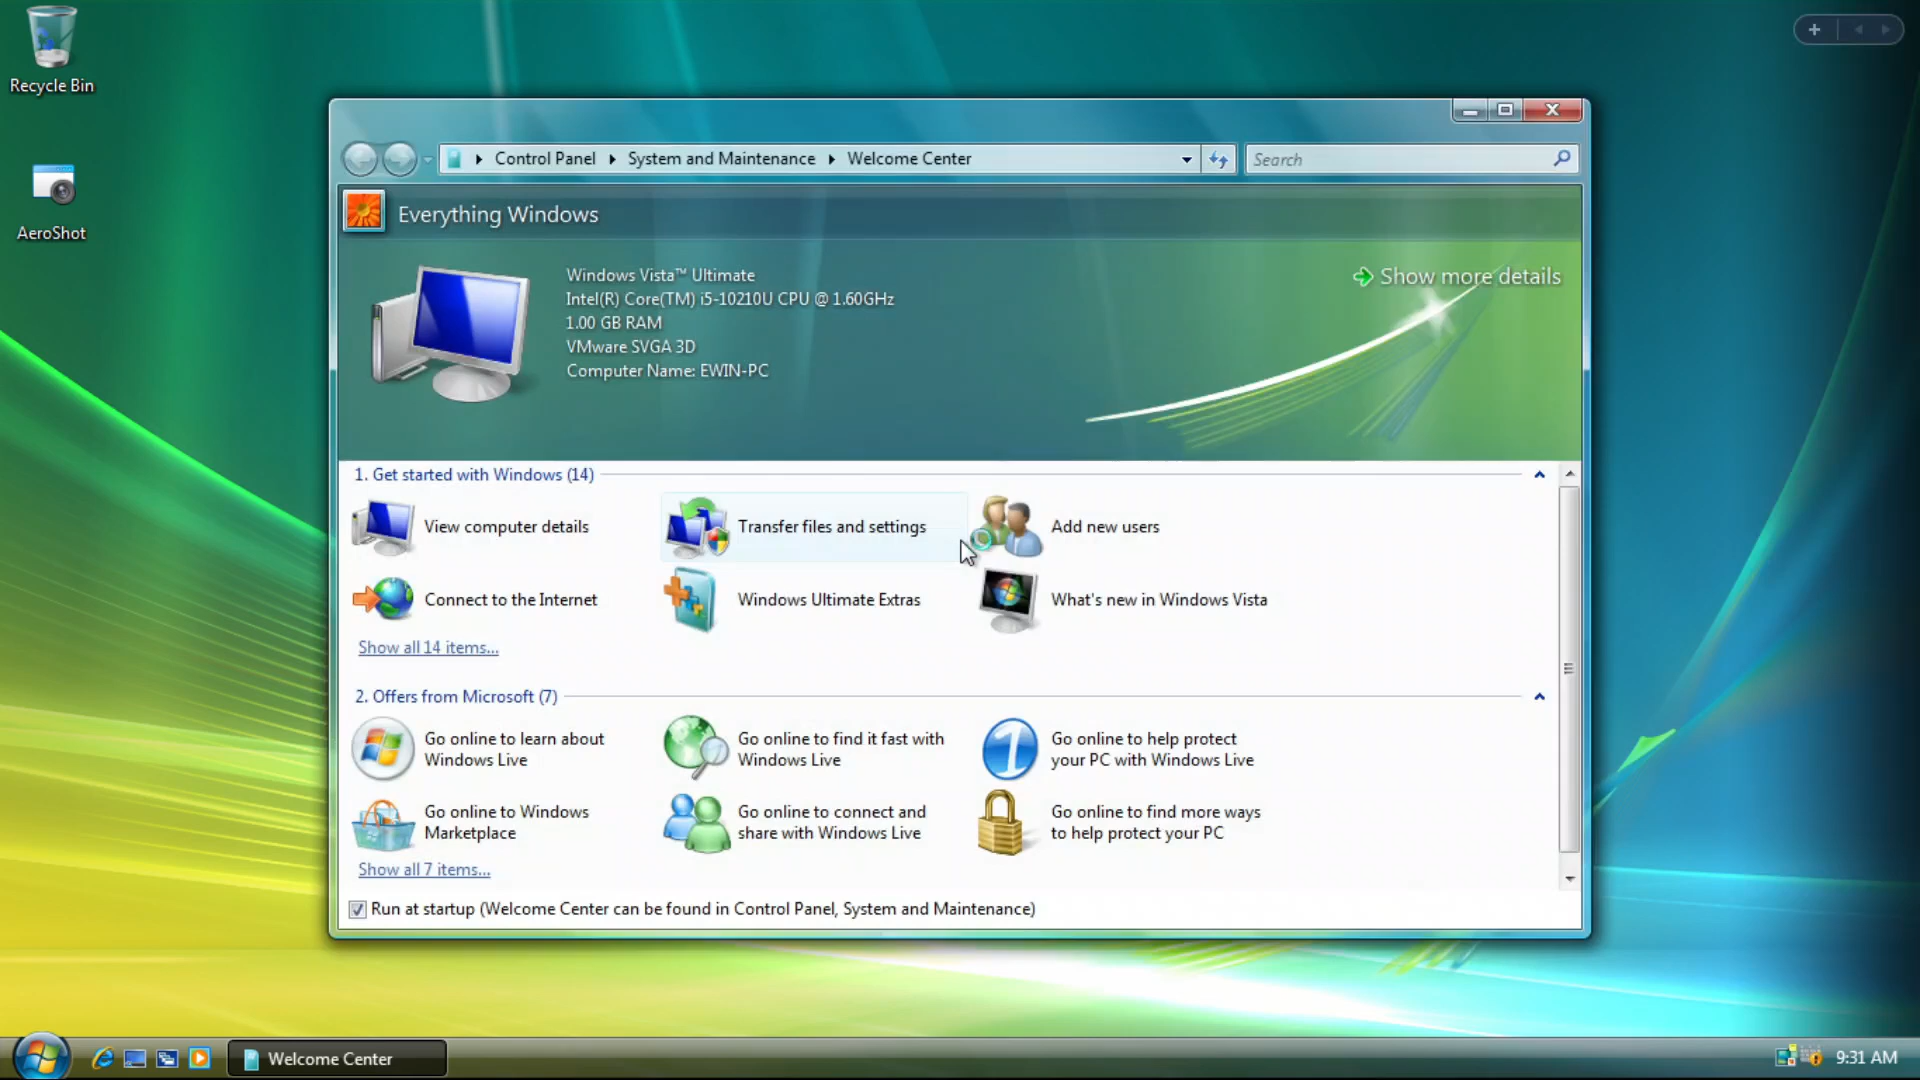 Recycle Bin
AeroShot
Control Panel System and Maintenance Welcome Center
Search
Everything Windows
Windows Vista™ Ultimate
Intel(R) Core(TM) i5-10210U CPU @ 1.60GHz
1.00 GB RAM
VMware SVGA 3D
Computer Name: EWIN-PC
Show more details
1. Get started with Windows (14)
View computer details
Transfer files and settings
Add new users
Connect to the Internet
Windows Ultimate Extras
What's new in Windows Vista
Show all 14 items...
2. Offers from Microsoft (7)
Go online to learn about
Windows Live
Go online to find it fast with
Windows Live
Go online to help protect
your PC with Windows Live
Go online to Windows
Marketplace
Go online to connect and
share with Windows Live
Go online to find more ways
to help protect your PC
Show all 7 items...
Run at startup (Welcome Center can be found in Control Panel, System and Maintenance)
Welcome Center
9:31 AM